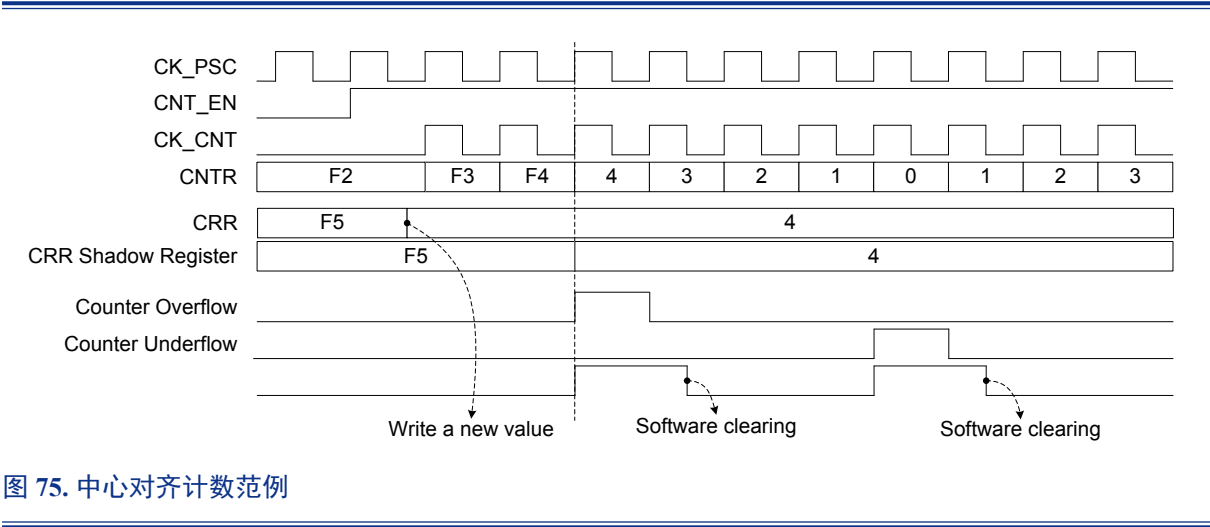 CK_PSC
CNT_EN
CK_CNT
CNTR F2 F3 F4 4 3 2 1 0 1 2 3
CRR F5 4
CRR Shadow Register F5 4
Counter Overflow
Counter Underflow
Write a new value Software clearing Software clearing
图 75. 中心对齐计数范例